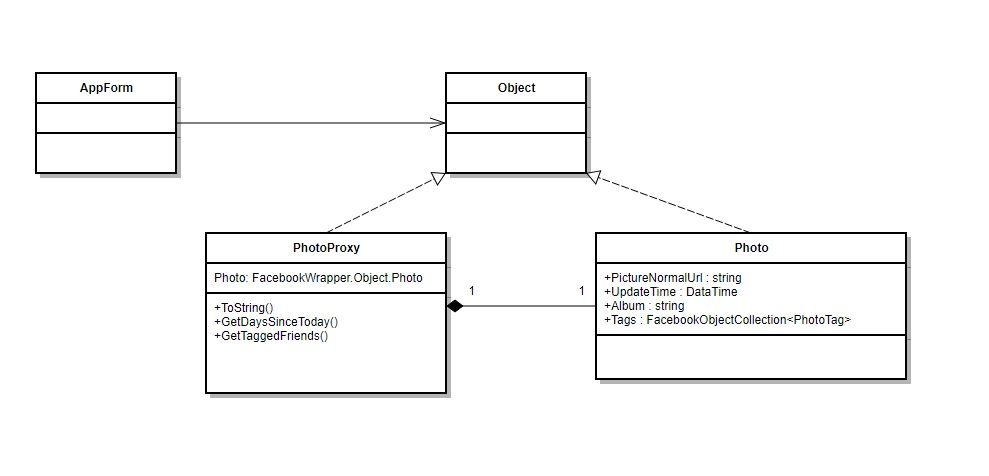 AppForm
Object
PhotoProxy
Photo: FacebookWrapper.Object.Photo
+ToString()
+GetDaysSinceToday()
+GetTaggedFriends()
1
1
Photo
+PictureNormalUrl : string
+UpdateTime : DataTime
+Album : string
+Tags : FacebookObjectCollection<PhotoTag>